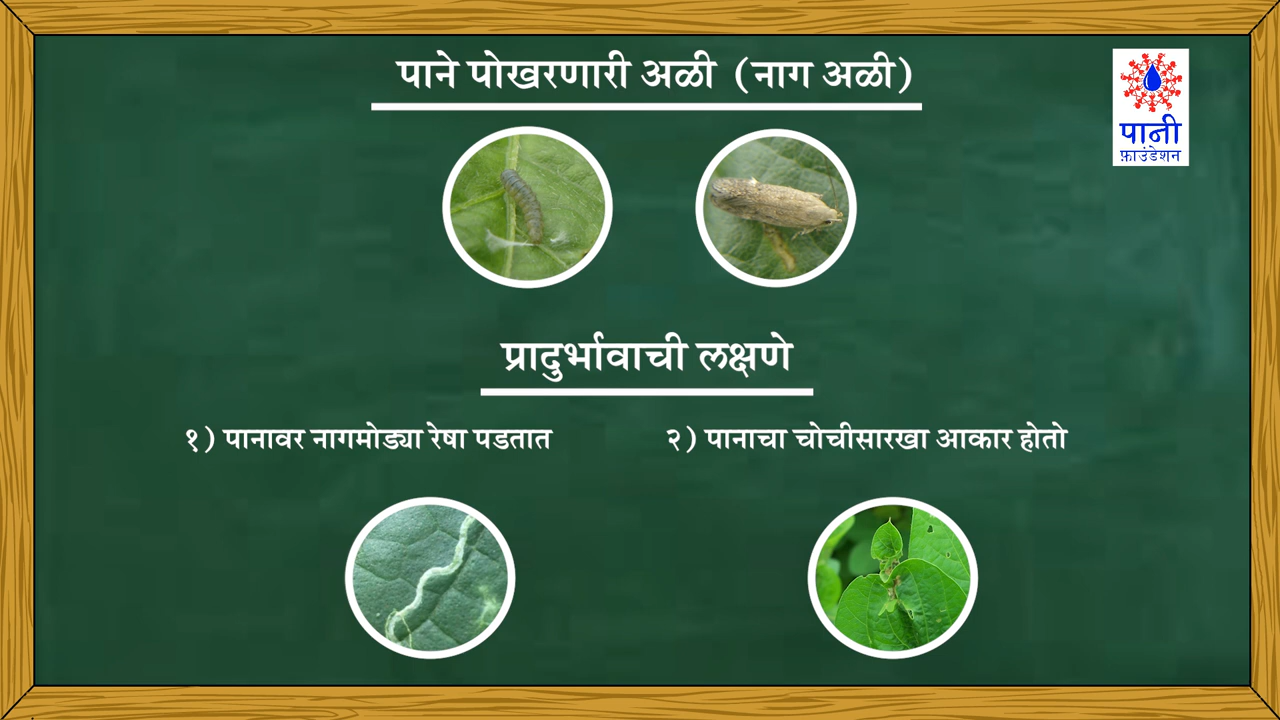 पाने पोखरणारी अळी (नाग अळी)
पानी
फ़ाउंडेशन
प्रादुर्भावाची लक्षणे
१) पानावर नागमोड्या रेषा पडतात
२) पानाचा चोचीसारखा आकार होतो